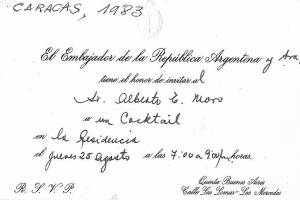 CARACAS, 1983
El Embajador de la República Argentina y Sra.
tiene el honor de invitar al
Sr. Alberto E. Moro
a un Cocktail
en la Residencia
el jueves 25 agosto a las 7:00 a 9:00 p.m. horas.
R. S. V. P.
Quinta Buenos Aires
Calle Las Lomas - Las Mercedes